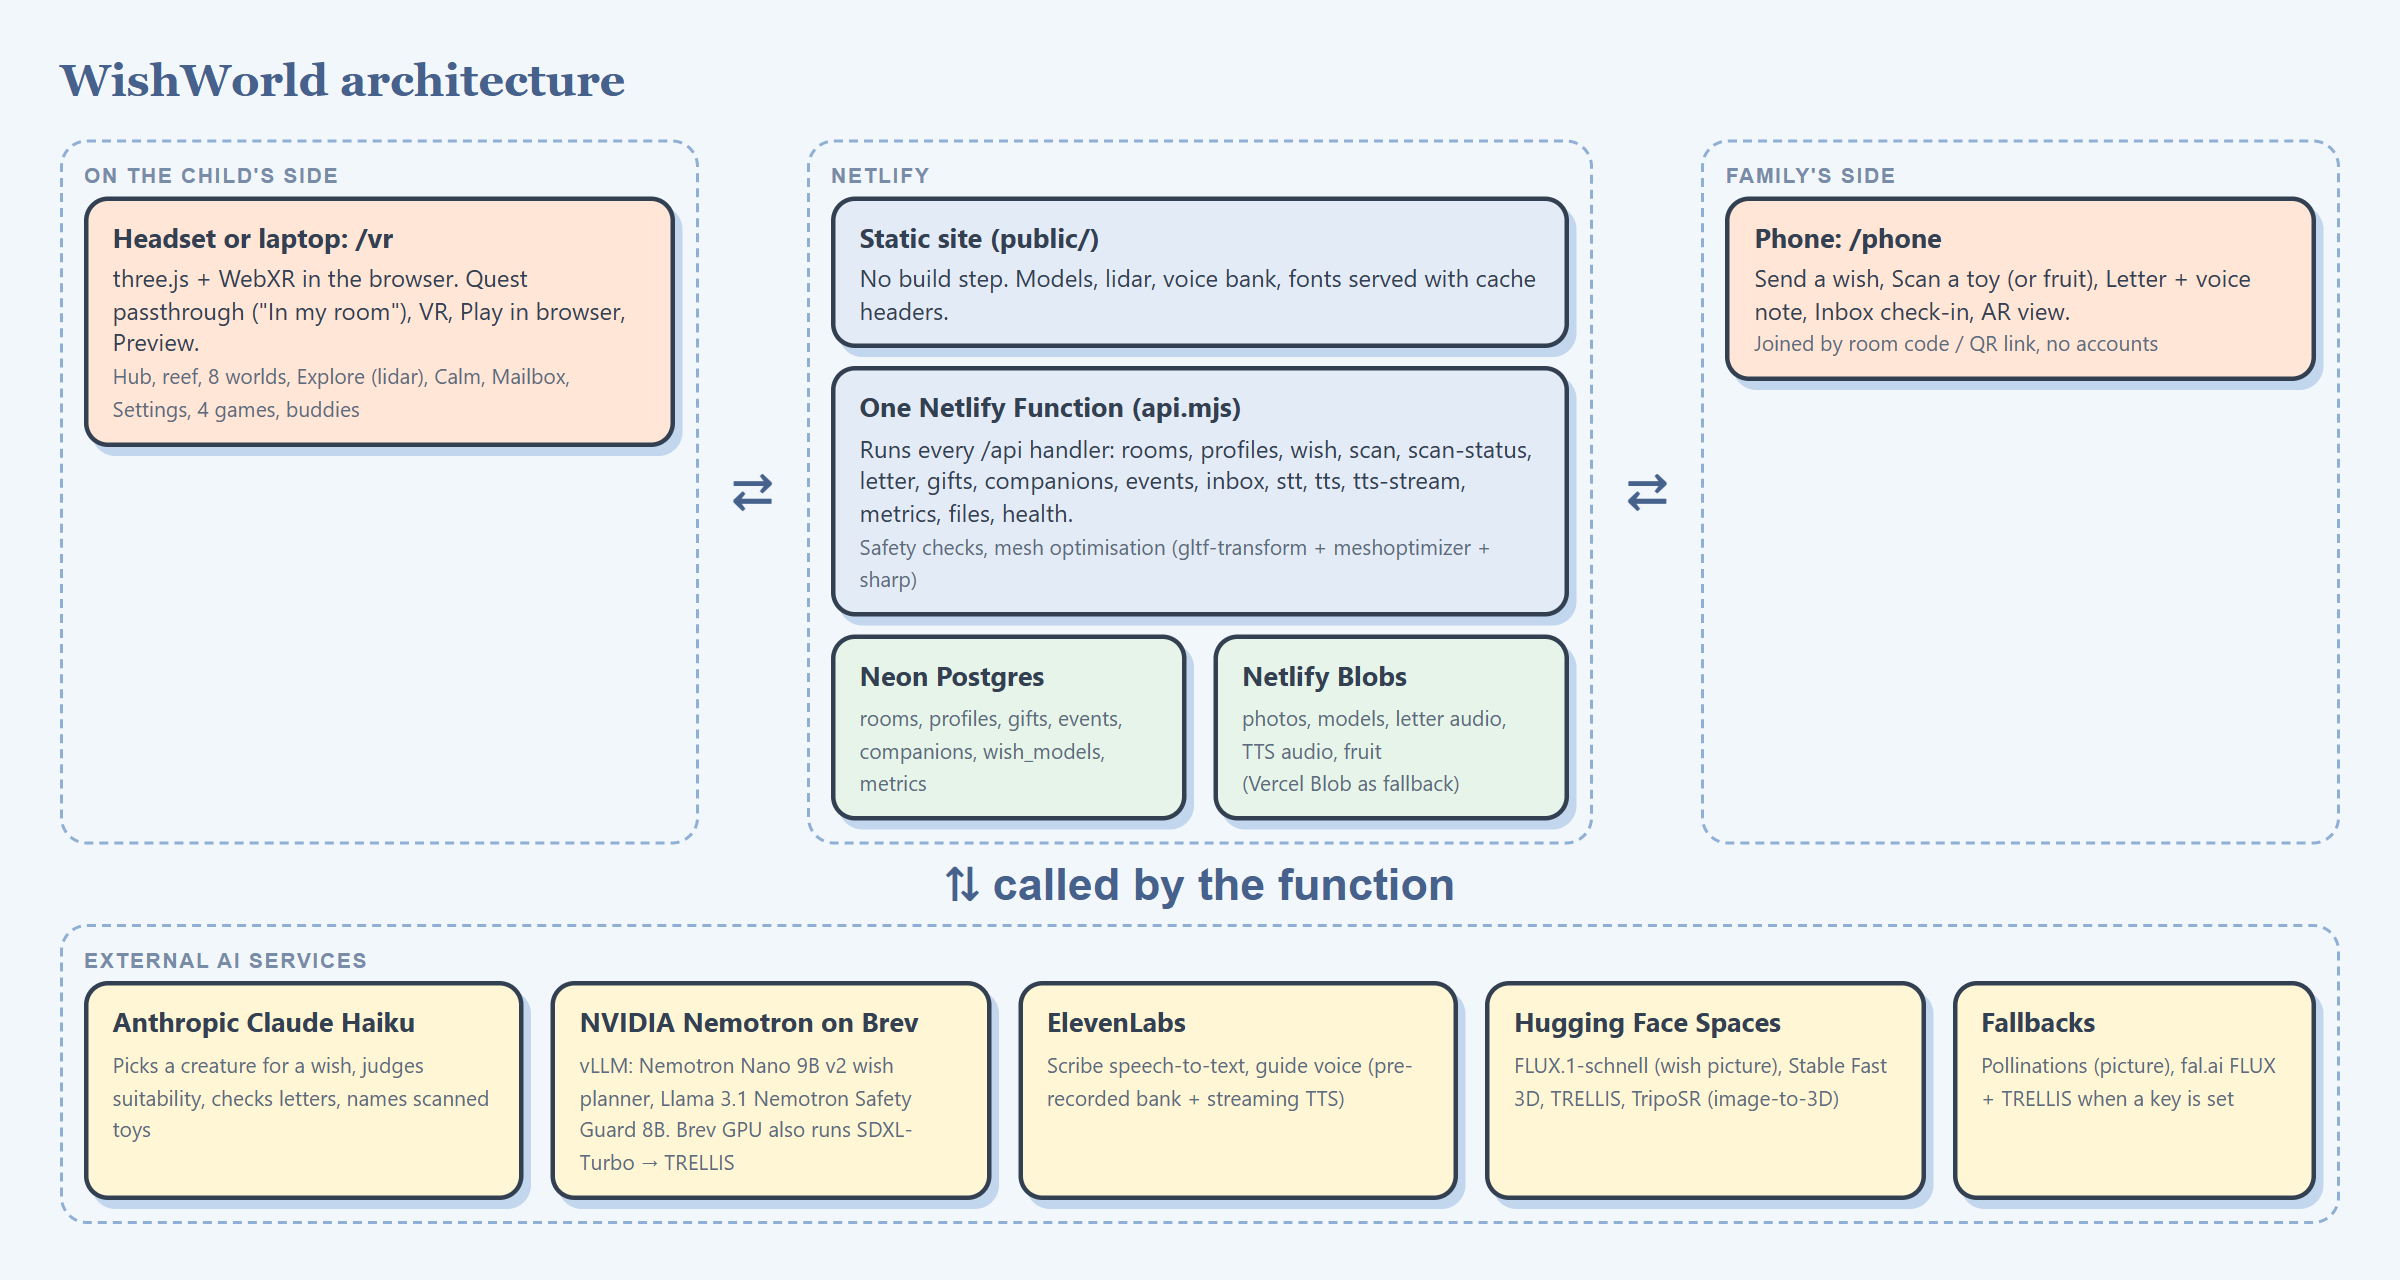 WishWorld architecture
ON THE CHILD'S SIDE
Headset or laptop: /vr
three.js + WebXR in the browser. Quest
passthrough ("In my room"), VR, Play in browser,
Preview.
Hub, reef, 8 worlds, Explore (lidar), Calm, Mailbox,
Settings, 4 games, buddies
⇄
NETLIFY
Static site (public/)
No build step. Models, lidar, voice bank, fonts served with cache
headers.
One Netlify Function (api.mjs)
Runs every /api handler: rooms, profiles, wish, scan, scan-status,
letter, gifts, companions, events, inbox, stt, tts, tts-stream,
metrics, files, health.
Safety checks, mesh optimisation (gltf-transform + meshoptimizer +
sharp)
Neon Postgres
rooms, profiles, gifts, events,
companions, wish_models,
metrics
Netlify Blobs
photos, models, letter audio,
TTS audio, fruit
(Vercel Blob as fallback)
⇄
FAMILY'S SIDE
Phone: /phone
Send a wish, Scan a toy (or fruit), Letter + voice
note, Inbox check-in, AR view.
Joined by room code / QR link, no accounts
⇅ called by the function
EXTERNAL AI SERVICES
Anthropic Claude Haiku
Picks a creature for a wish, judges
suitability, checks letters, names scanned
toys
NVIDIA Nemotron on Brev
vLLM: Nemotron Nano 9B v2 wish
planner, Llama 3.1 Nemotron Safety
Guard 8B. Brev GPU also runs SDXL-
Turbo → TRELLIS
ElevenLabs
Scribe speech-to-text, guide voice (pre-
recorded bank + streaming TTS)
Hugging Face Spaces
FLUX.1-schnell (wish picture), Stable Fast
3D, TRELLIS, TripoSR (image-to-3D)
Fallbacks
Pollinations (picture), fal.ai FLUX
+ TRELLIS when a key is set